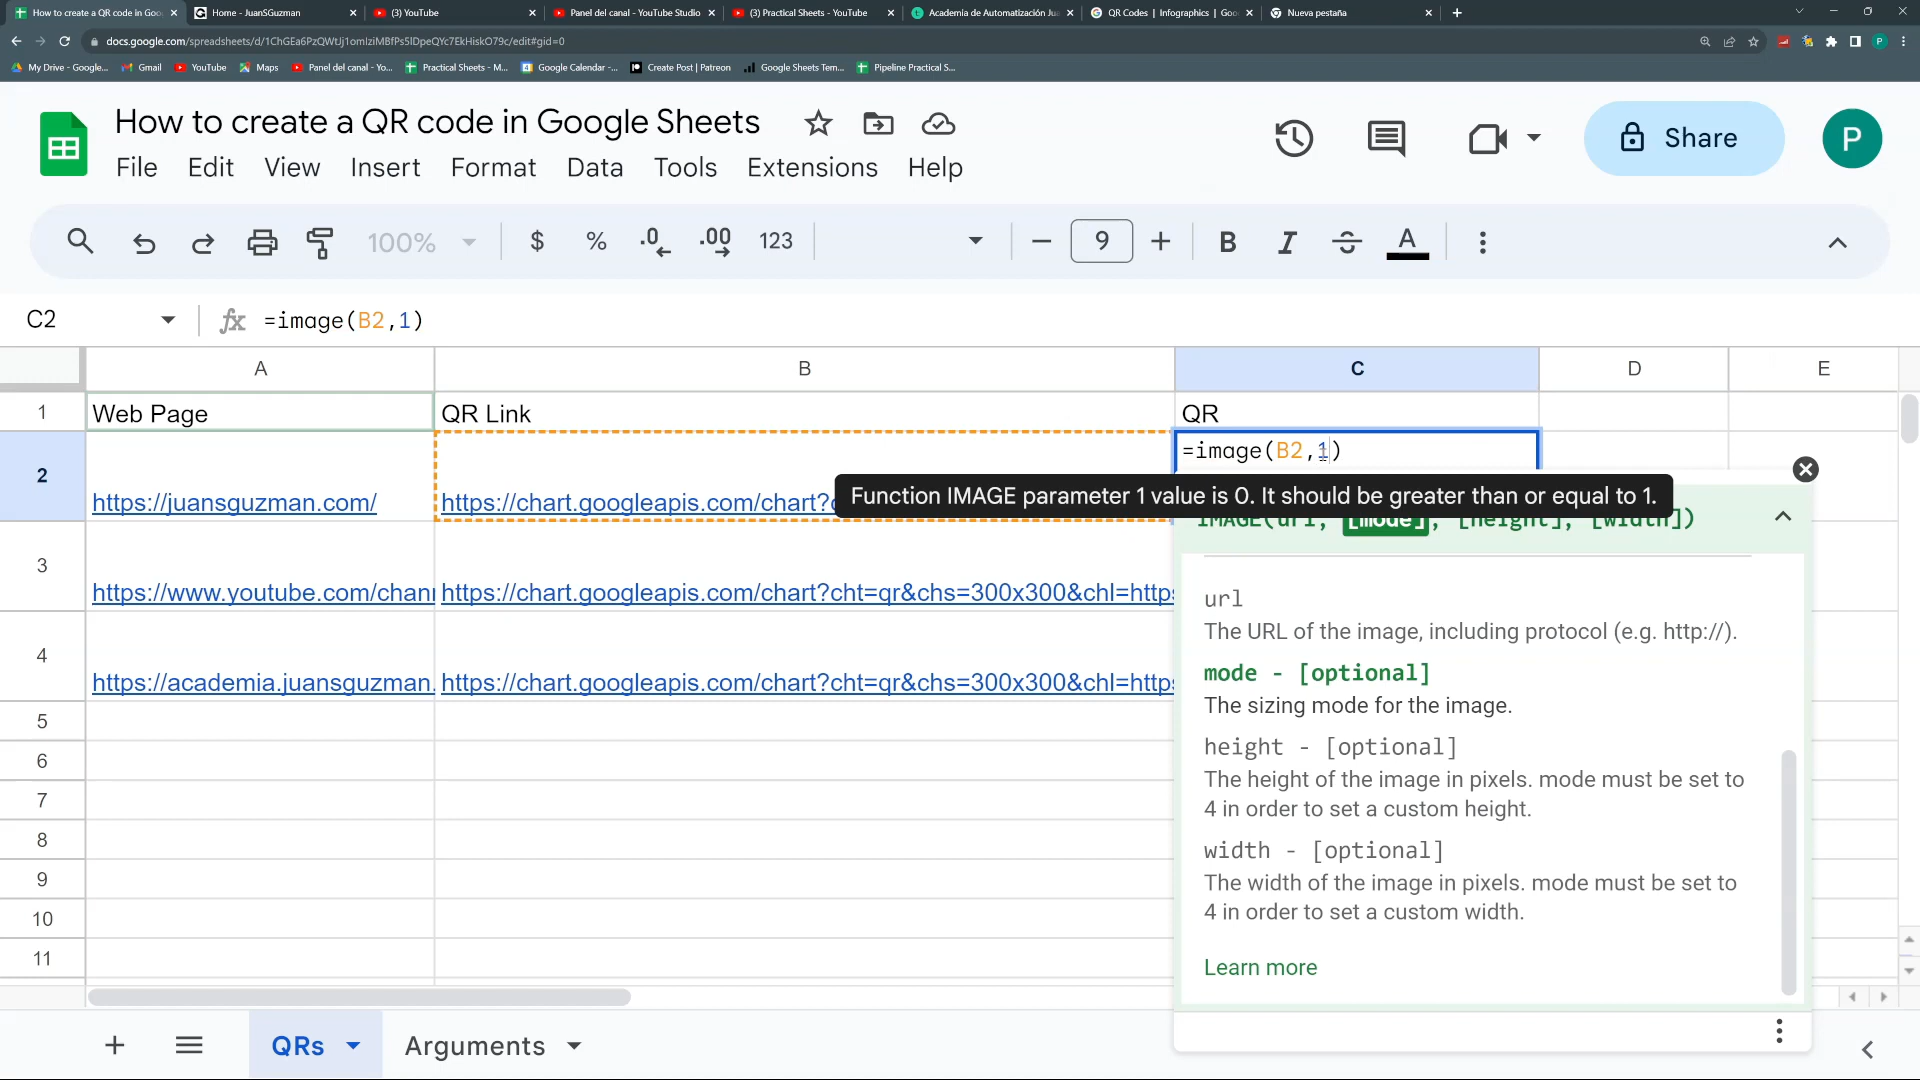 How to create a QR code in Goo
Home - JuanSGuzman
(3) YouTube
Panel del canal - YouTube Studio
(3) Practical Sheets - YouTube
Academia de Automatización Ju
QR Codes | Infographics | Goo
Nueva pestaña
docs.google.com/spreadsheets/d/
/edit#gid=0
P
My Drive - Google...
Gmail
YouTube
Maps
Panel del canal - Yo...
Practical Sheets - M...
Google Calendar -...
Create Post | Patreon
Google Sheets Tem...
Pipeline Practical S...
How to create a QR code in Google Sheets
File Edit View Insert Format Data Tools Extensions Help
Share
P
100% $ % .0 .00 123 9 B I S A
C2
fx =image(B2,1)
A B C D E
1 Web Page QR Link QR
=image(B2,1)
2 https://juansguzman.com/ https://chart.googleapis.com/chart?c
Function IMAGE parameter 1 value is 0. It should be greater than or equal to 1.
IMAGE(url, [mode], [height], [width])
3 https://www.youtube.com/chann https://chart.googleapis.com/chart?cht=qr&chs=300x300&chl=https
url
The URL of the image, including protocol (e.g. http://).
4 https://academia.juansguzman. https://chart.googleapis.com/chart?cht=qr&chs=300x300&chl=https
mode - [optional]
The sizing mode for the image.
5
height - [optional]
6
The height of the image in pixels. mode must be set to
7
4 in order to set a custom height.
8
width - [optional]
9
The width of the image in pixels. mode must be set to
10
4 in order to set a custom width.
11
Learn more
QRs
Arguments